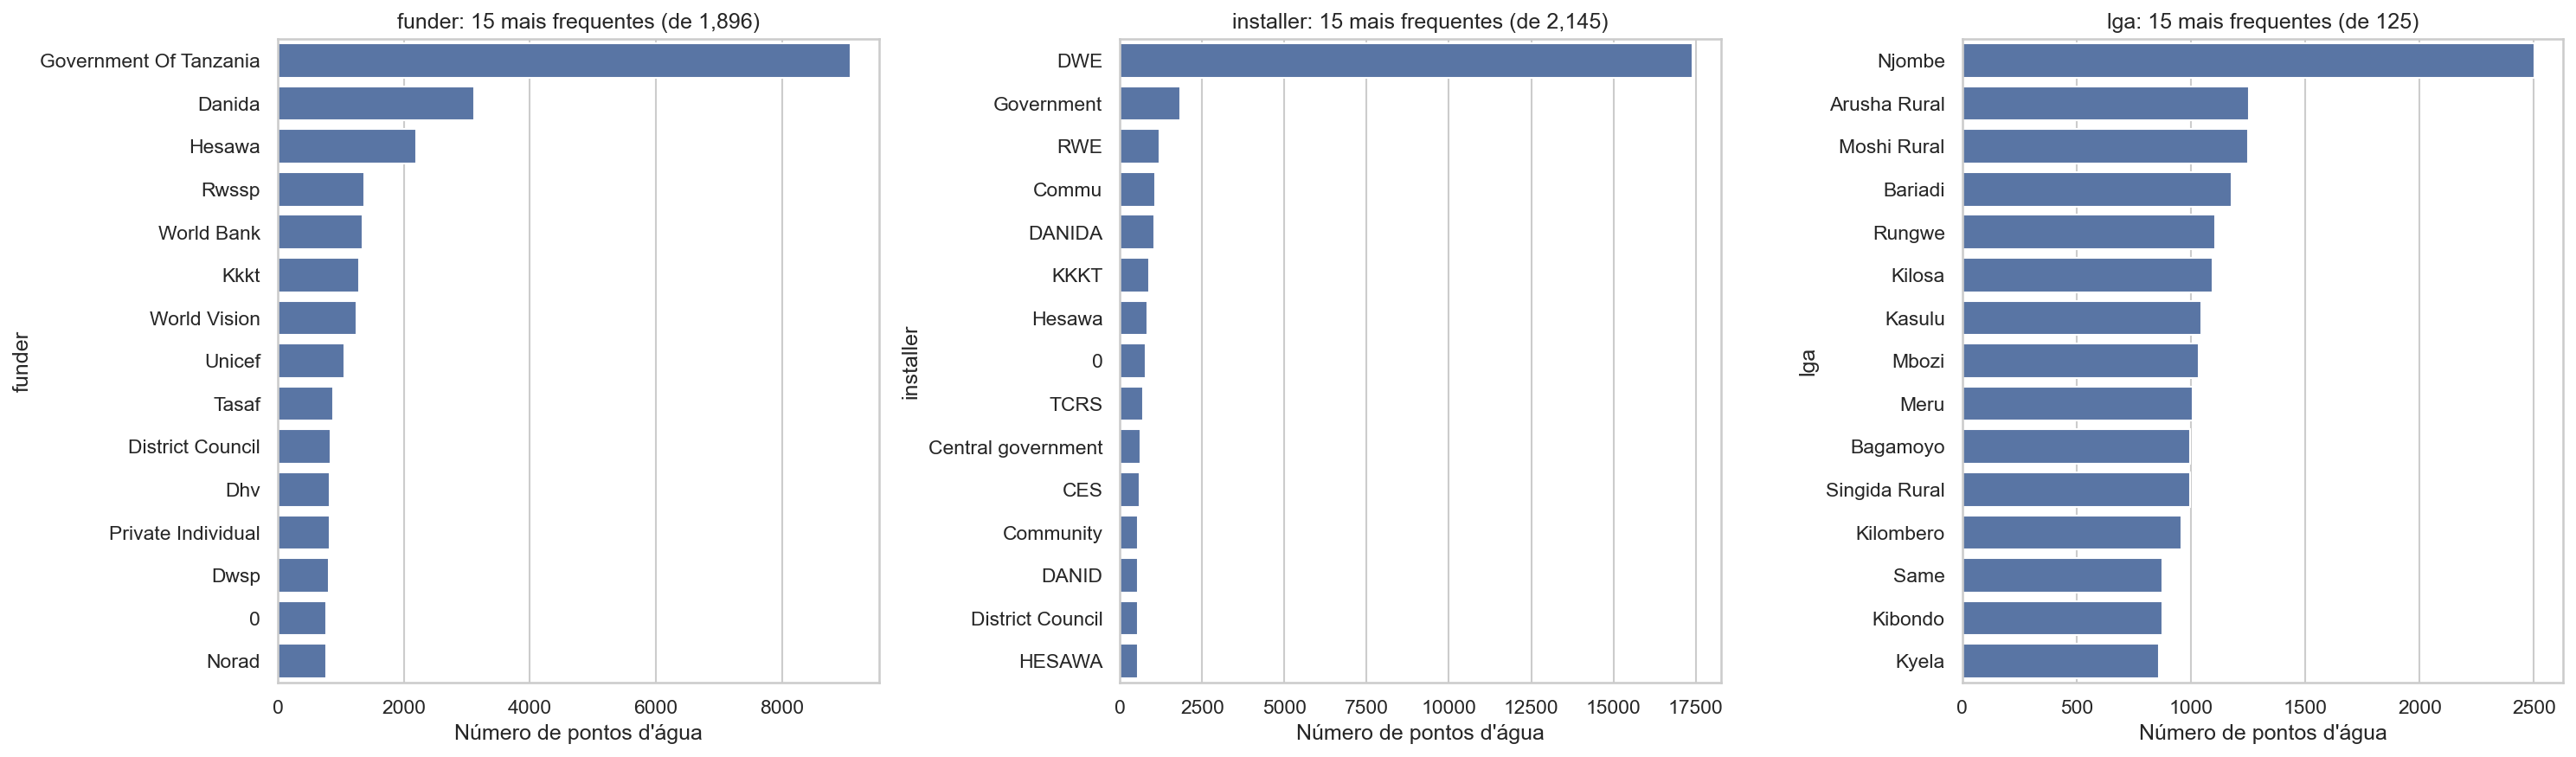 funder: 15 mais frequentes (de 1,896)
Government Of Tanzania
Danida
Hesawa
Rwssp
World Bank
Kkkt
World Vision
Unicef
Tasaf
District Council
Dhv
Private Individual
Dwsp
0
Norad
funder
0 2000 4000 6000 8000
Número de pontos d'água
installer: 15 mais frequentes (de 2,145)
DWE
Government
RWE
Commu
DANIDA
KKKT
Hesawa
0
TCRS
Central government
CES
Community
DANID
District Council
HESAWA
installer
0 2500 5000 7500 10000 12500 15000 17500
Número de pontos d'água
lga: 15 mais frequentes (de 125)
Njombe
Arusha Rural
Moshi Rural
Bariadi
Rungwe
Kilosa
Kasulu
Mbozi
Meru
Bagamoyo
Singida Rural
Kilombero
Same
Kibondo
Kyela
lga
0 500 1000 1500 2000 2500
Número de pontos d'água